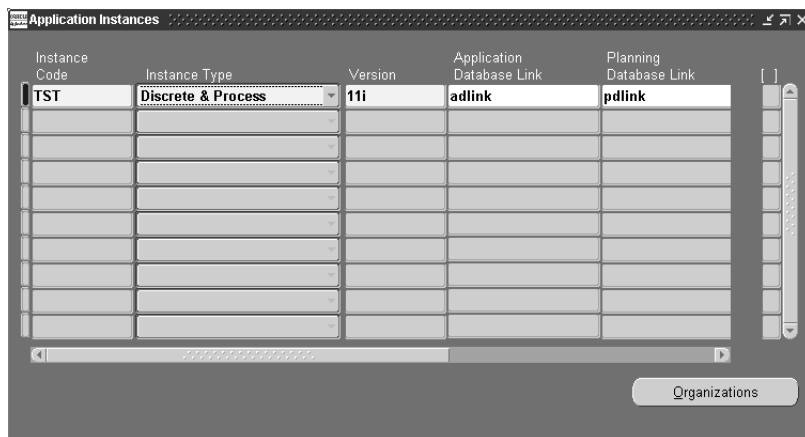 Application Instances
Instance Code
Instance Type
Version
Application Database Link
Planning Database Link
[ ]
TST
Discrete & Process
11i
adlink
pdlink
Organizations